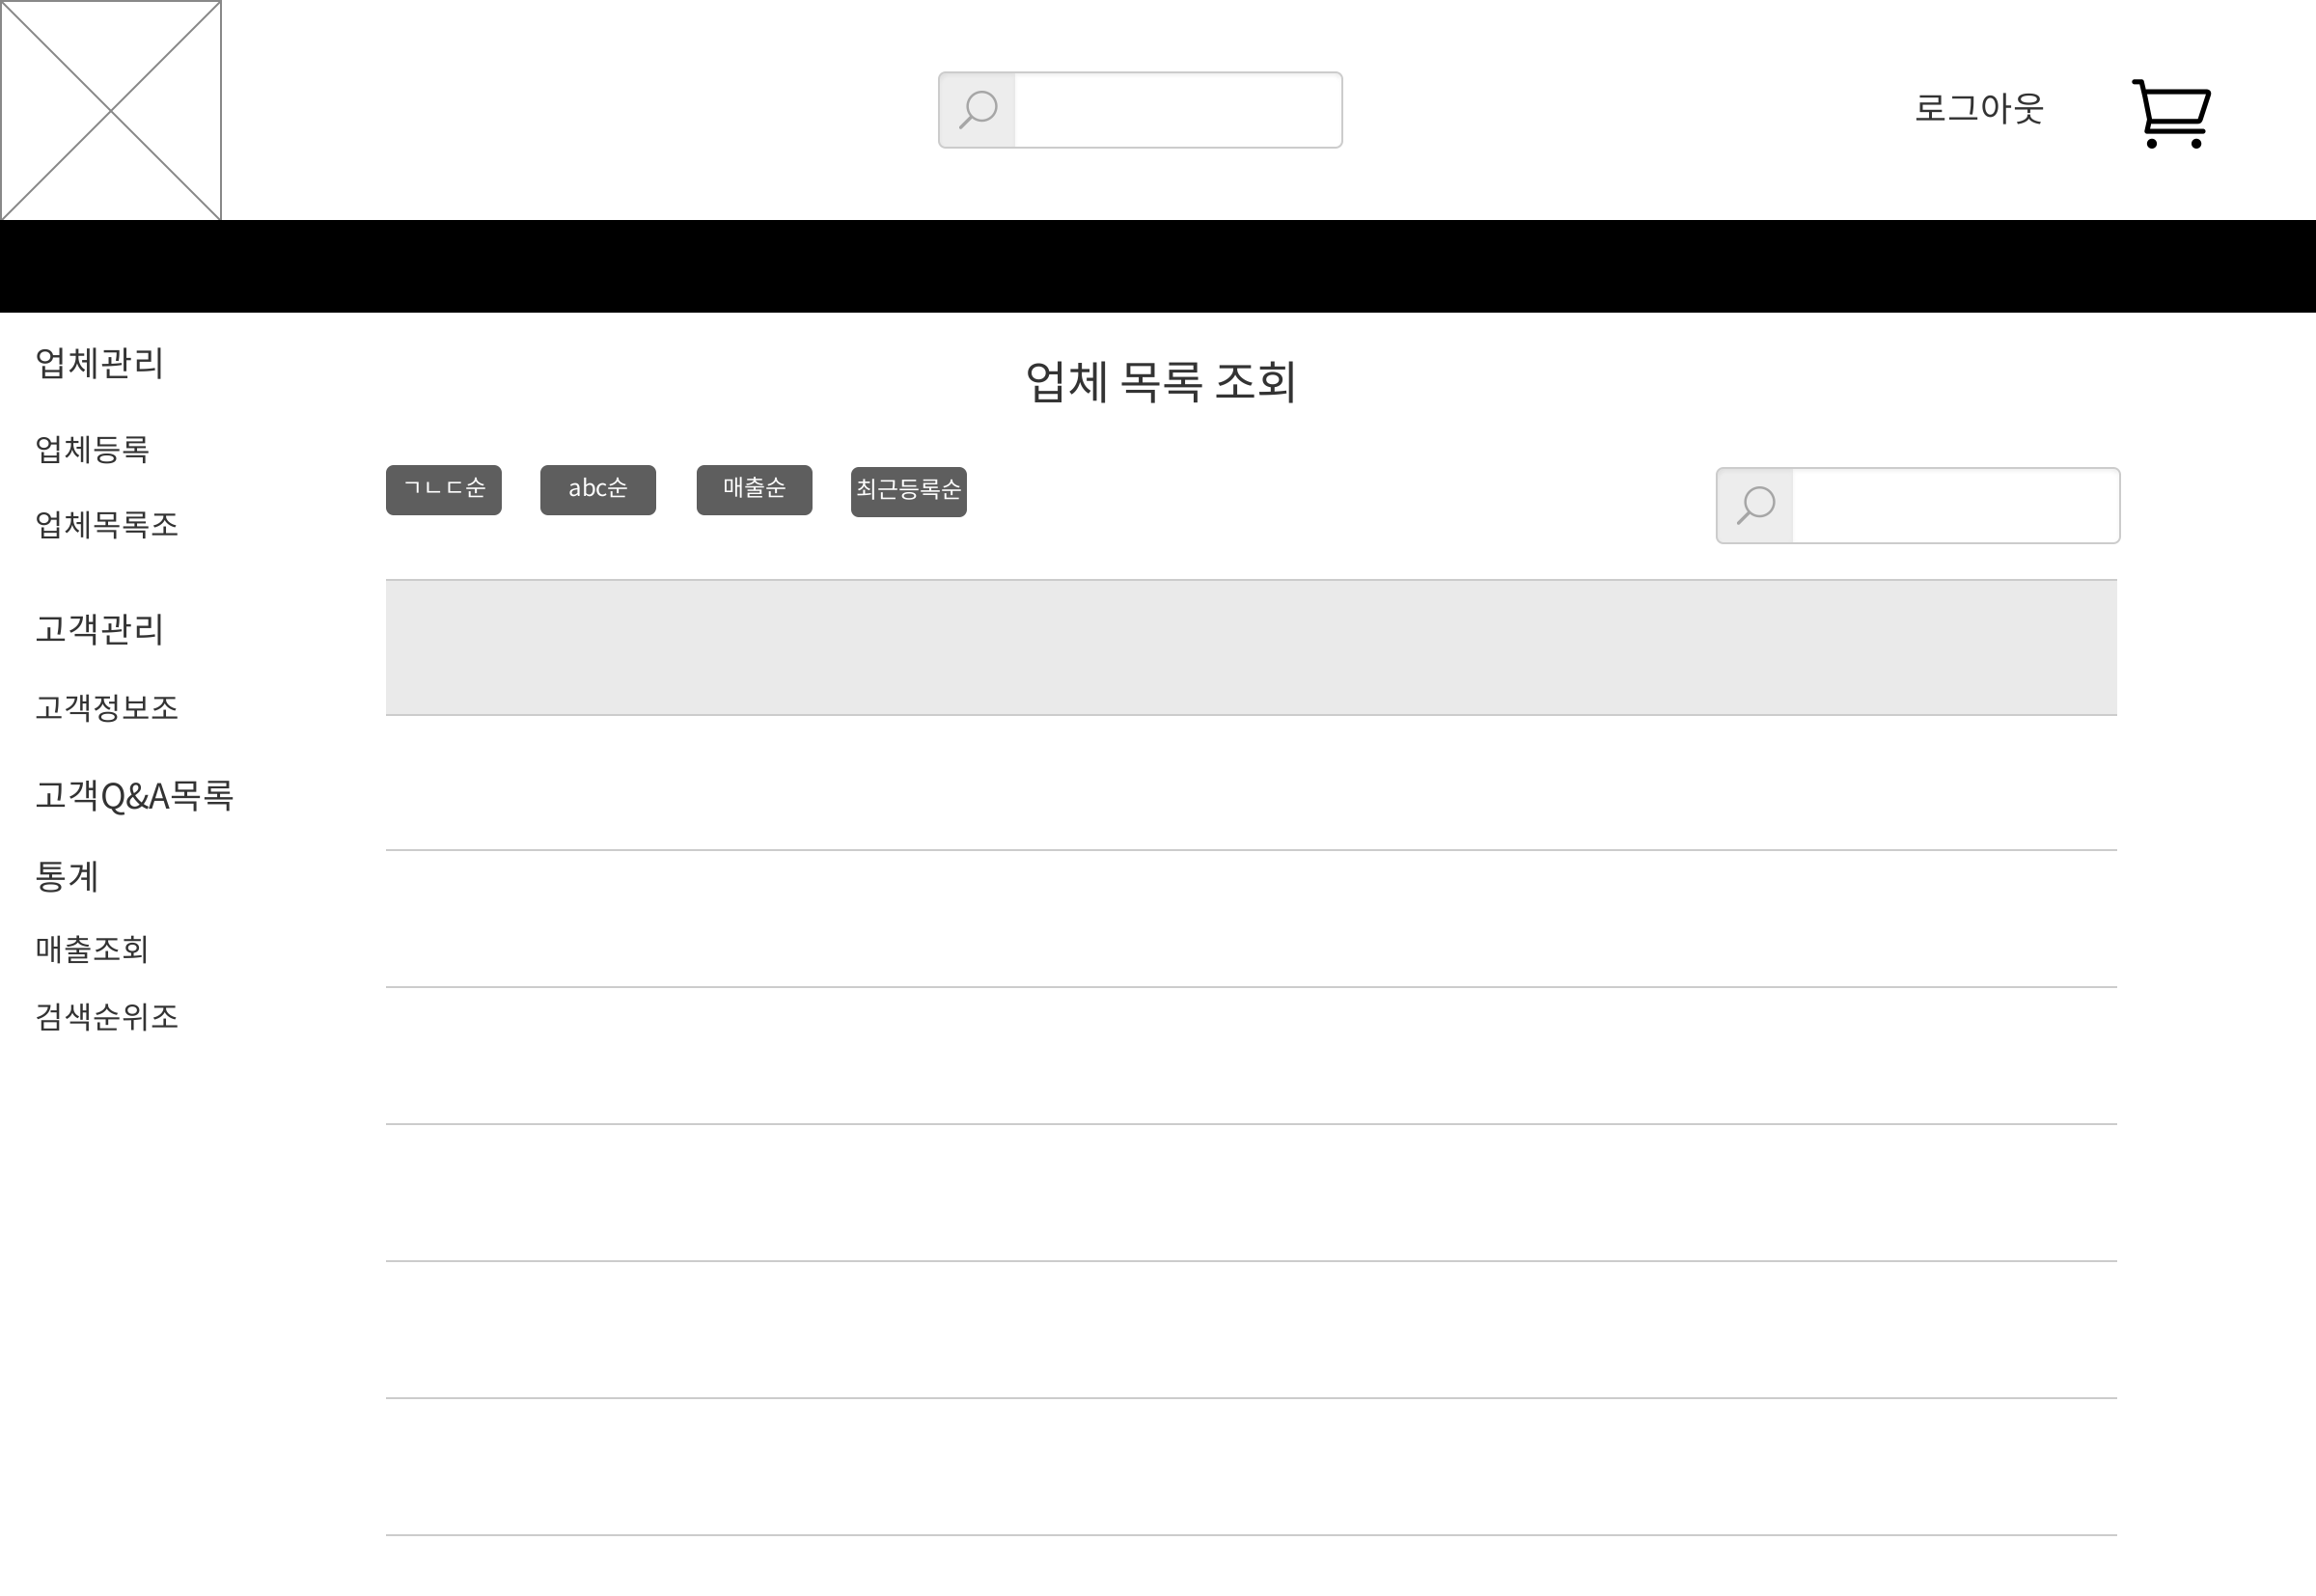 로그아웃
업체관리
업체등록
업체목록조
고객관리
고객정보조
고객Q&A목록
통계
매출조회
검색순위조
업체 목록 조회
ㄱㄴㄷ순
abc순
매출순
최근등록순